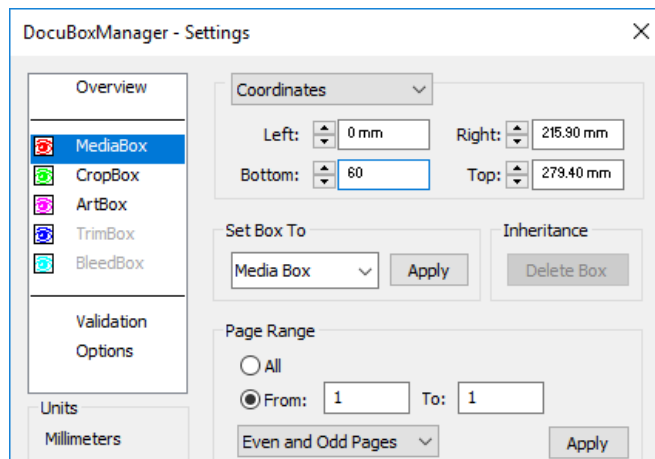 DocuBoxManager - Settings
Overview
MediaBox
CropBox
ArtBox
TrimBox
BleedBox
Validation
Options
Units
Millimeters
Coordinates
Left: 0 mm Right: 215.90 mm
Bottom: 60 Top: 279.40 mm
Set Box To
Media Box Apply
Inheritance
Delete Box
Page Range
All
From: 1 To: 1
Even and Odd Pages Apply